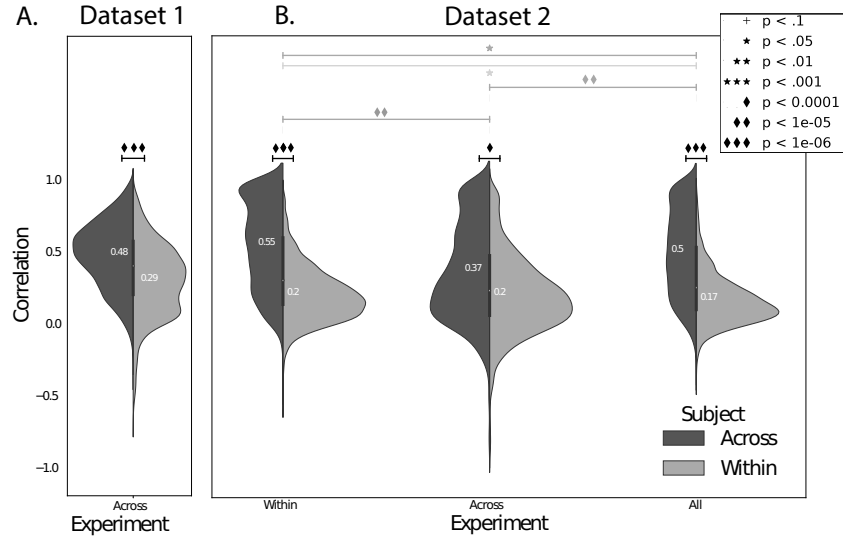 A. Dataset 1
B. Dataset 2
+ p < .1
★ p < .05
★★ p < .01
★★★ p < .001
♦ p < 0.0001
♦♦ p < 1e-05
♦♦♦ p < 1e-06
★
★
♦♦
♦♦
♦♦♦
♦♦♦
♦
♦♦♦
Correlation
1.0
0.5
0.0
−0.5
−1.0
0.48
0.29
0.55
0.2
0.37
0.2
0.5
0.17
Subject
Across
Within
Across
Experiment
Within
Across
All
Experiment